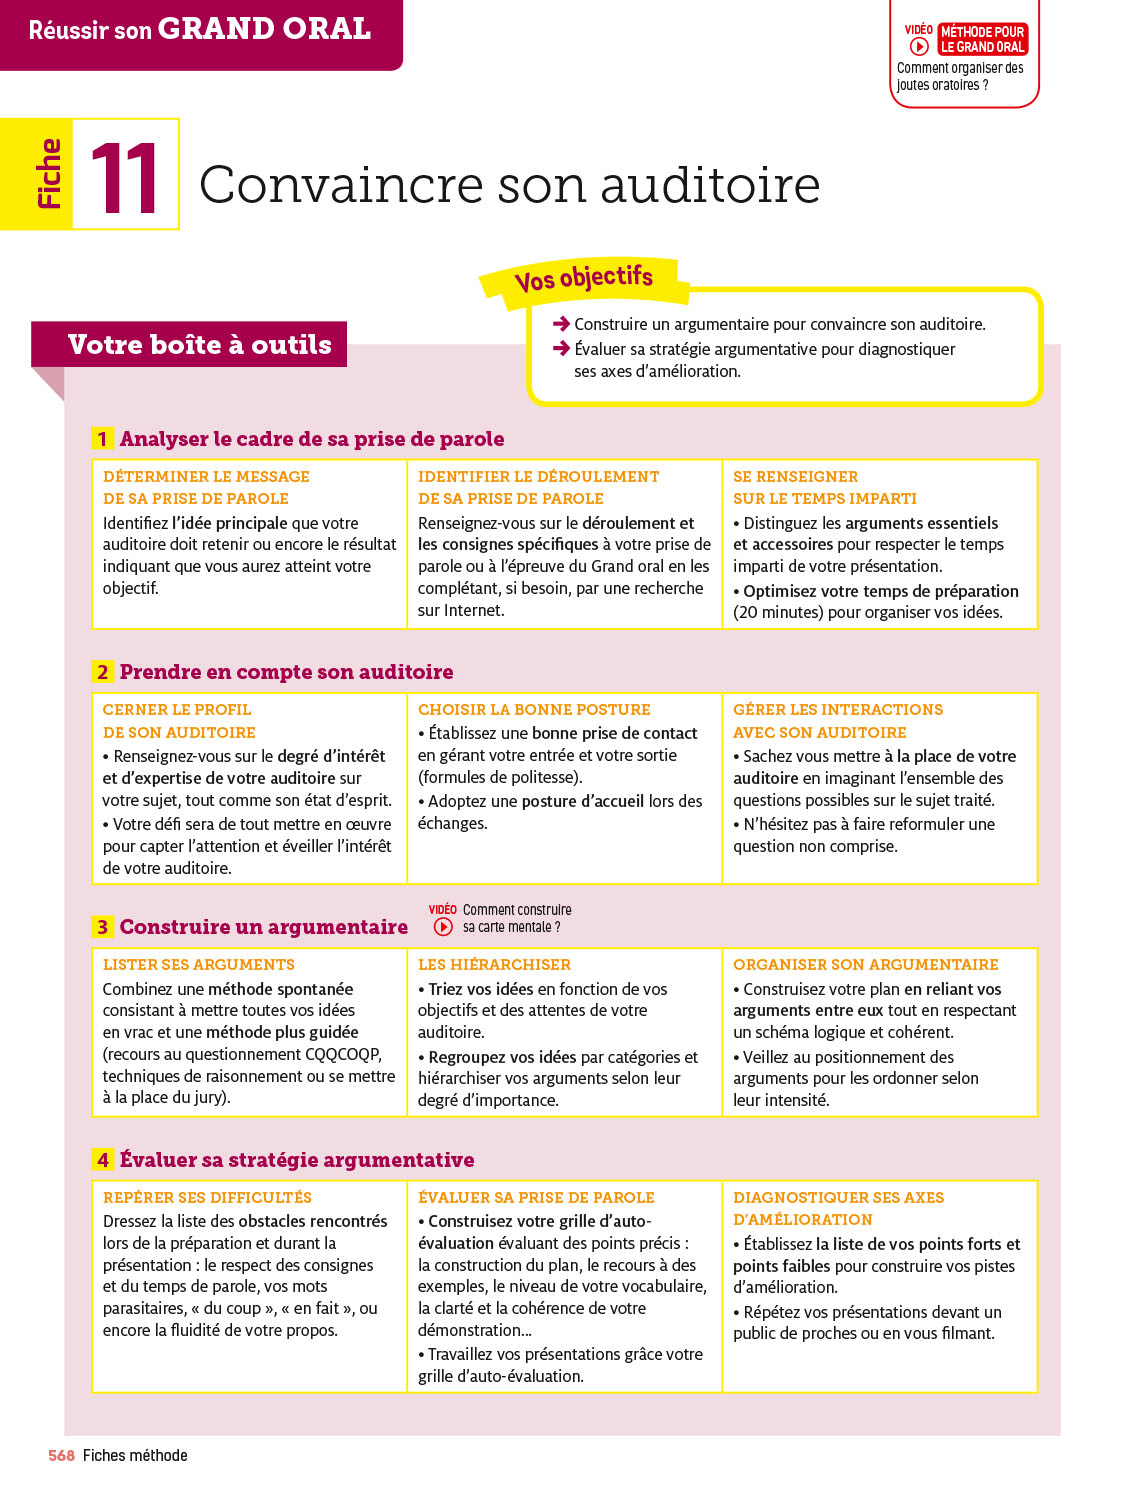 Réussir son GRAND ORAL
VIDÉO
MÉTHODE POUR
LE GRAND ORAL
Comment organiser des
joutes oratoires ?
Fiche
11
Convaincre son auditoire
Vos objectifs
➔ Construire un argumentaire pour convaincre son auditoire.
➔ Évaluer sa stratégie argumentative pour diagnostiquer
ses axes d'amélioration.
Votre boîte à outils
1 Analyser le cadre de sa prise de parole
DÉTERMINER LE MESSAGE
DE SA PRISE DE PAROLE
Identifiez l'idée principale que votre
auditoire doit retenir ou encore le résultat
indiquant que vous aurez atteint votre
objectif.
IDENTIFIER LE DÉROULEMENT
DE SA PRISE DE PAROLE
Renseignez-vous sur le déroulement et
les consignes spécifiques à votre prise de
parole ou à l'épreuve du Grand oral en les
complétant, si besoin, par une recherche
sur Internet.
SE RENSEIGNER
SUR LE TEMPS IMPARTI
• Distinguez les arguments essentiels
et accessoires pour respecter le temps
imparti de votre présentation.
• Optimisez votre temps de préparation
(20 minutes) pour organiser vos idées.
2 Prendre en compte son auditoire
CERNER LE PROFIL
DE SON AUDITOIRE
• Renseignez-vous sur le degré d'intérêt
et d'expertise de votre auditoire sur
votre sujet, tout comme son état d'esprit.
• Votre défi sera de tout mettre en œuvre
pour capter l'attention et éveiller l'intérêt
de votre auditoire.
CHOISIR LA BONNE POSTURE
• Établissez une bonne prise de contact
en gérant votre entrée et votre sortie
(formules de politesse).
• Adoptez une posture d'accueil lors des
échanges.
GÉRER LES INTERACTIONS
AVEC SON AUDITOIRE
• Sachez vous mettre à la place de votre
auditoire en imaginant l'ensemble des
questions possibles sur le sujet traité.
• N'hésitez pas à faire reformuler une
question non comprise.
3 Construire un argumentaire
VIDÉO
Comment construire
sa carte mentale ?
LISTER SES ARGUMENTS
Combinez une méthode spontanée
consistant à mettre toutes vos idées
en vrac et une méthode plus guidée
(recours au questionnement CQQCOQP,
techniques de raisonnement ou se mettre
à la place du jury).
LES HIÉRARCHISER
• Triez vos idées en fonction de vos
objectifs et des attentes de votre
auditoire.
• Regroupez vos idées par catégories et
hiérarchiser vos arguments selon leur
degré d'importance.
ORGANISER SON ARGUMENTAIRE
• Construisez votre plan en reliant vos
arguments entre eux tout en respectant
un schéma logique et cohérent.
• Veillez au positionnement des
arguments pour les ordonner selon
leur intensité.
4 Évaluer sa stratégie argumentative
REPÉRER SES DIFFICULTÉS
Dressez la liste des obstacles rencontrés
lors de la préparation et durant la
présentation : le respect des consignes
et du temps de parole, vos mots
parasitaires, « du coup », « en fait », ou
encore la fluidité de votre propos.
ÉVALUER SA PRISE DE PAROLE
• Construisez votre grille d'auto-
évaluation évaluant des points précis :
la construction du plan, le recours à des
exemples, le niveau de votre vocabulaire,
la clarté et la cohérence de votre
démonstration...
• Travaillez vos présentations grâce votre
grille d'auto-évaluation.
DIAGNOSTIQUER SES AXES
D'AMÉLIORATION
• Établissez la liste de vos points forts et
points faibles pour construire vos pistes
d'amélioration.
• Répétez vos présentations devant un
public de proches ou en vous filmant.
568 Fiches méthode